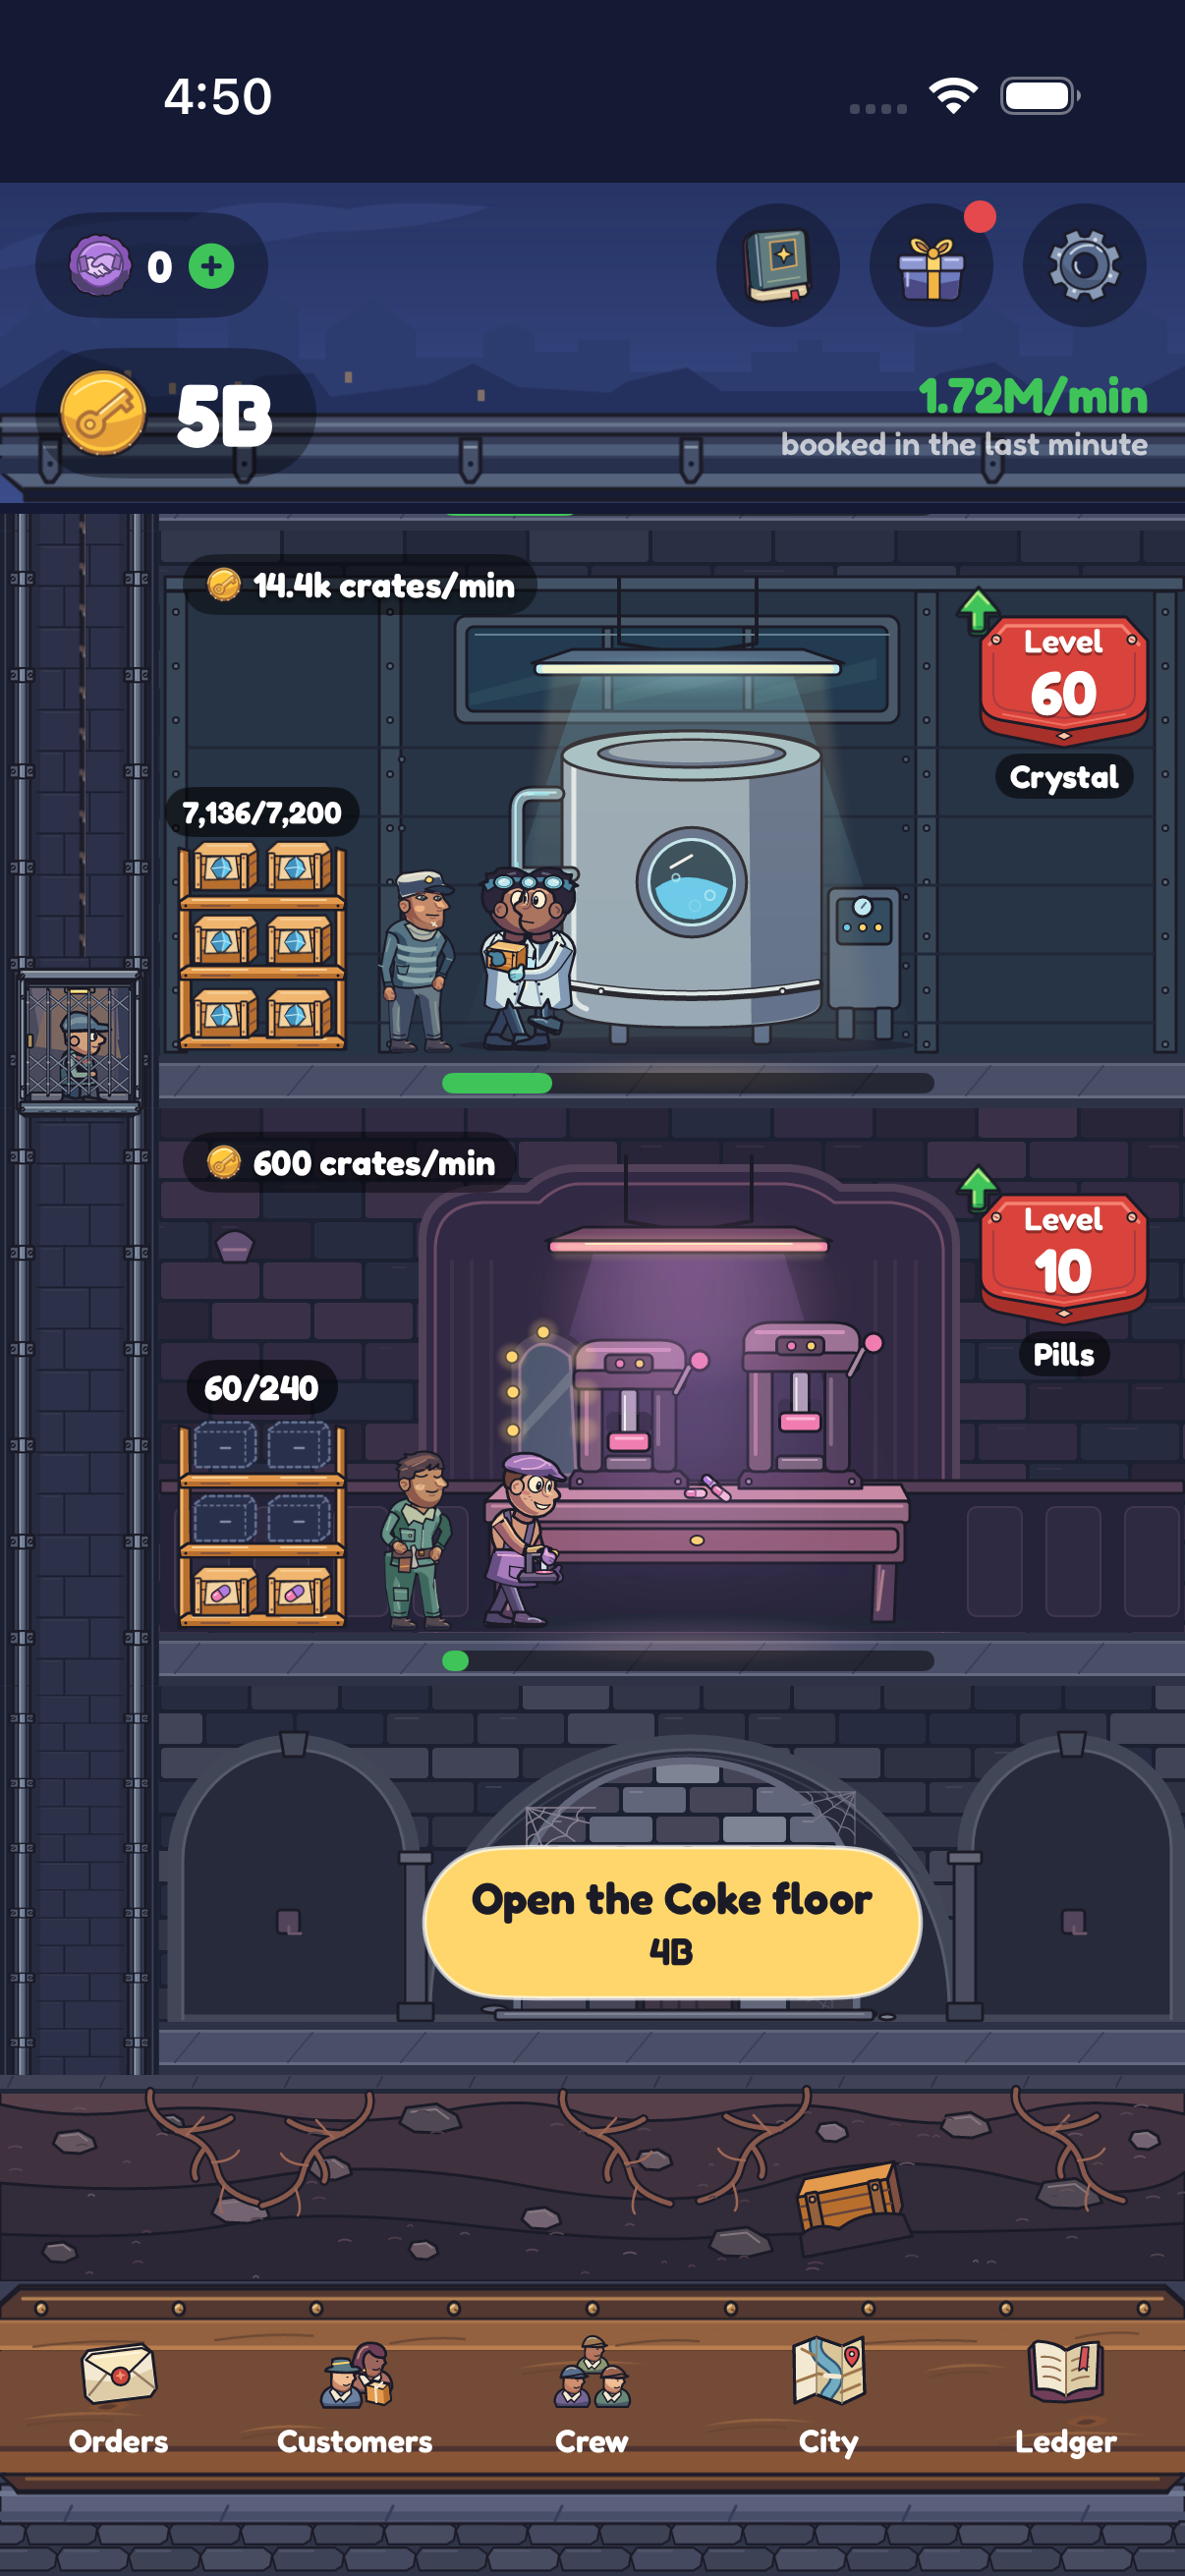 4:50
0
5B
1.72M/min
booked in the last minute
14.4k crates/min
Level
60
Crystal
7,136/7,200
600 crates/min
Level
10
Pills
60/240
Open the Coke floor
4B
Orders
Customers
Crew
City
Ledger